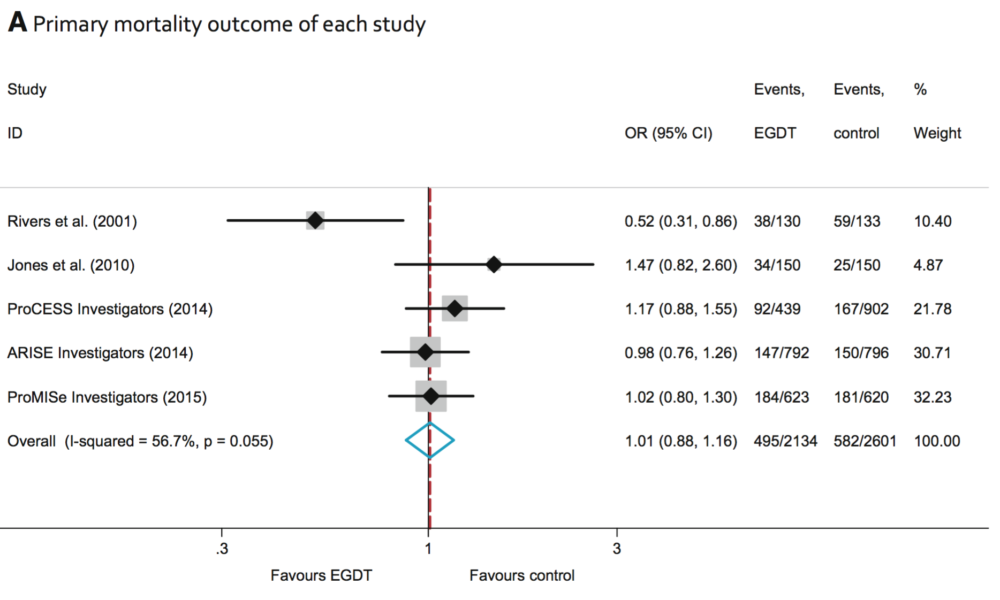 A Primary mortality outcome of each study
Study Events, Events, %
ID OR (95% CI) EGDT control Weight
Rivers et al. (2001) 0.52 (0.31, 0.86) 38/130 59/133 10.40
Jones et al. (2010) 1.47 (0.82, 2.60) 34/150 25/150 4.87
ProCESS Investigators (2014) 1.17 (0.88, 1.55) 92/439 167/902 21.78
ARISE Investigators (2014) 0.98 (0.76, 1.26) 147/792 150/796 30.71
ProMISe Investigators (2015) 1.02 (0.80, 1.30) 184/623 181/620 32.23
Overall (I-squared = 56.7%, p = 0.055) 1.01 (0.88, 1.16) 495/2134 582/2601 100.00
.3 1 3
Favours EGDT Favours control